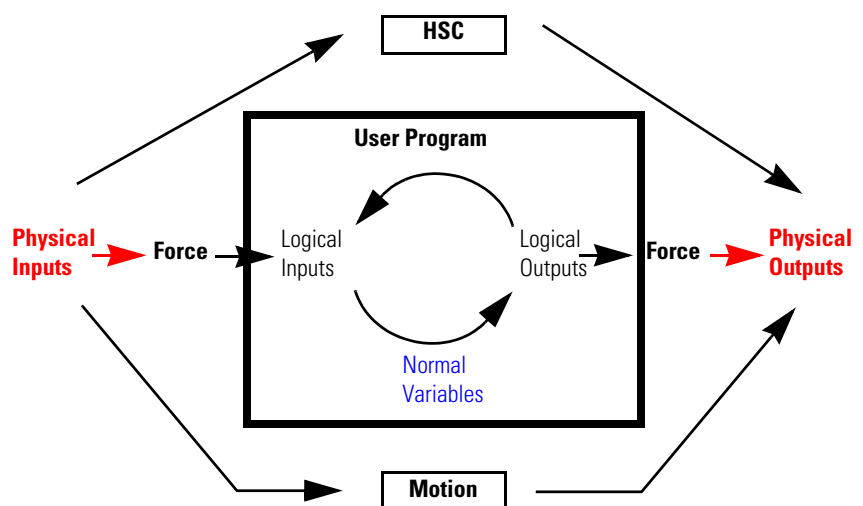 HSC
User Program
Physical
Inputs
Force
Logical
Inputs
Logical
Outputs
Force
Physical
Outputs
Normal
Variables
Motion